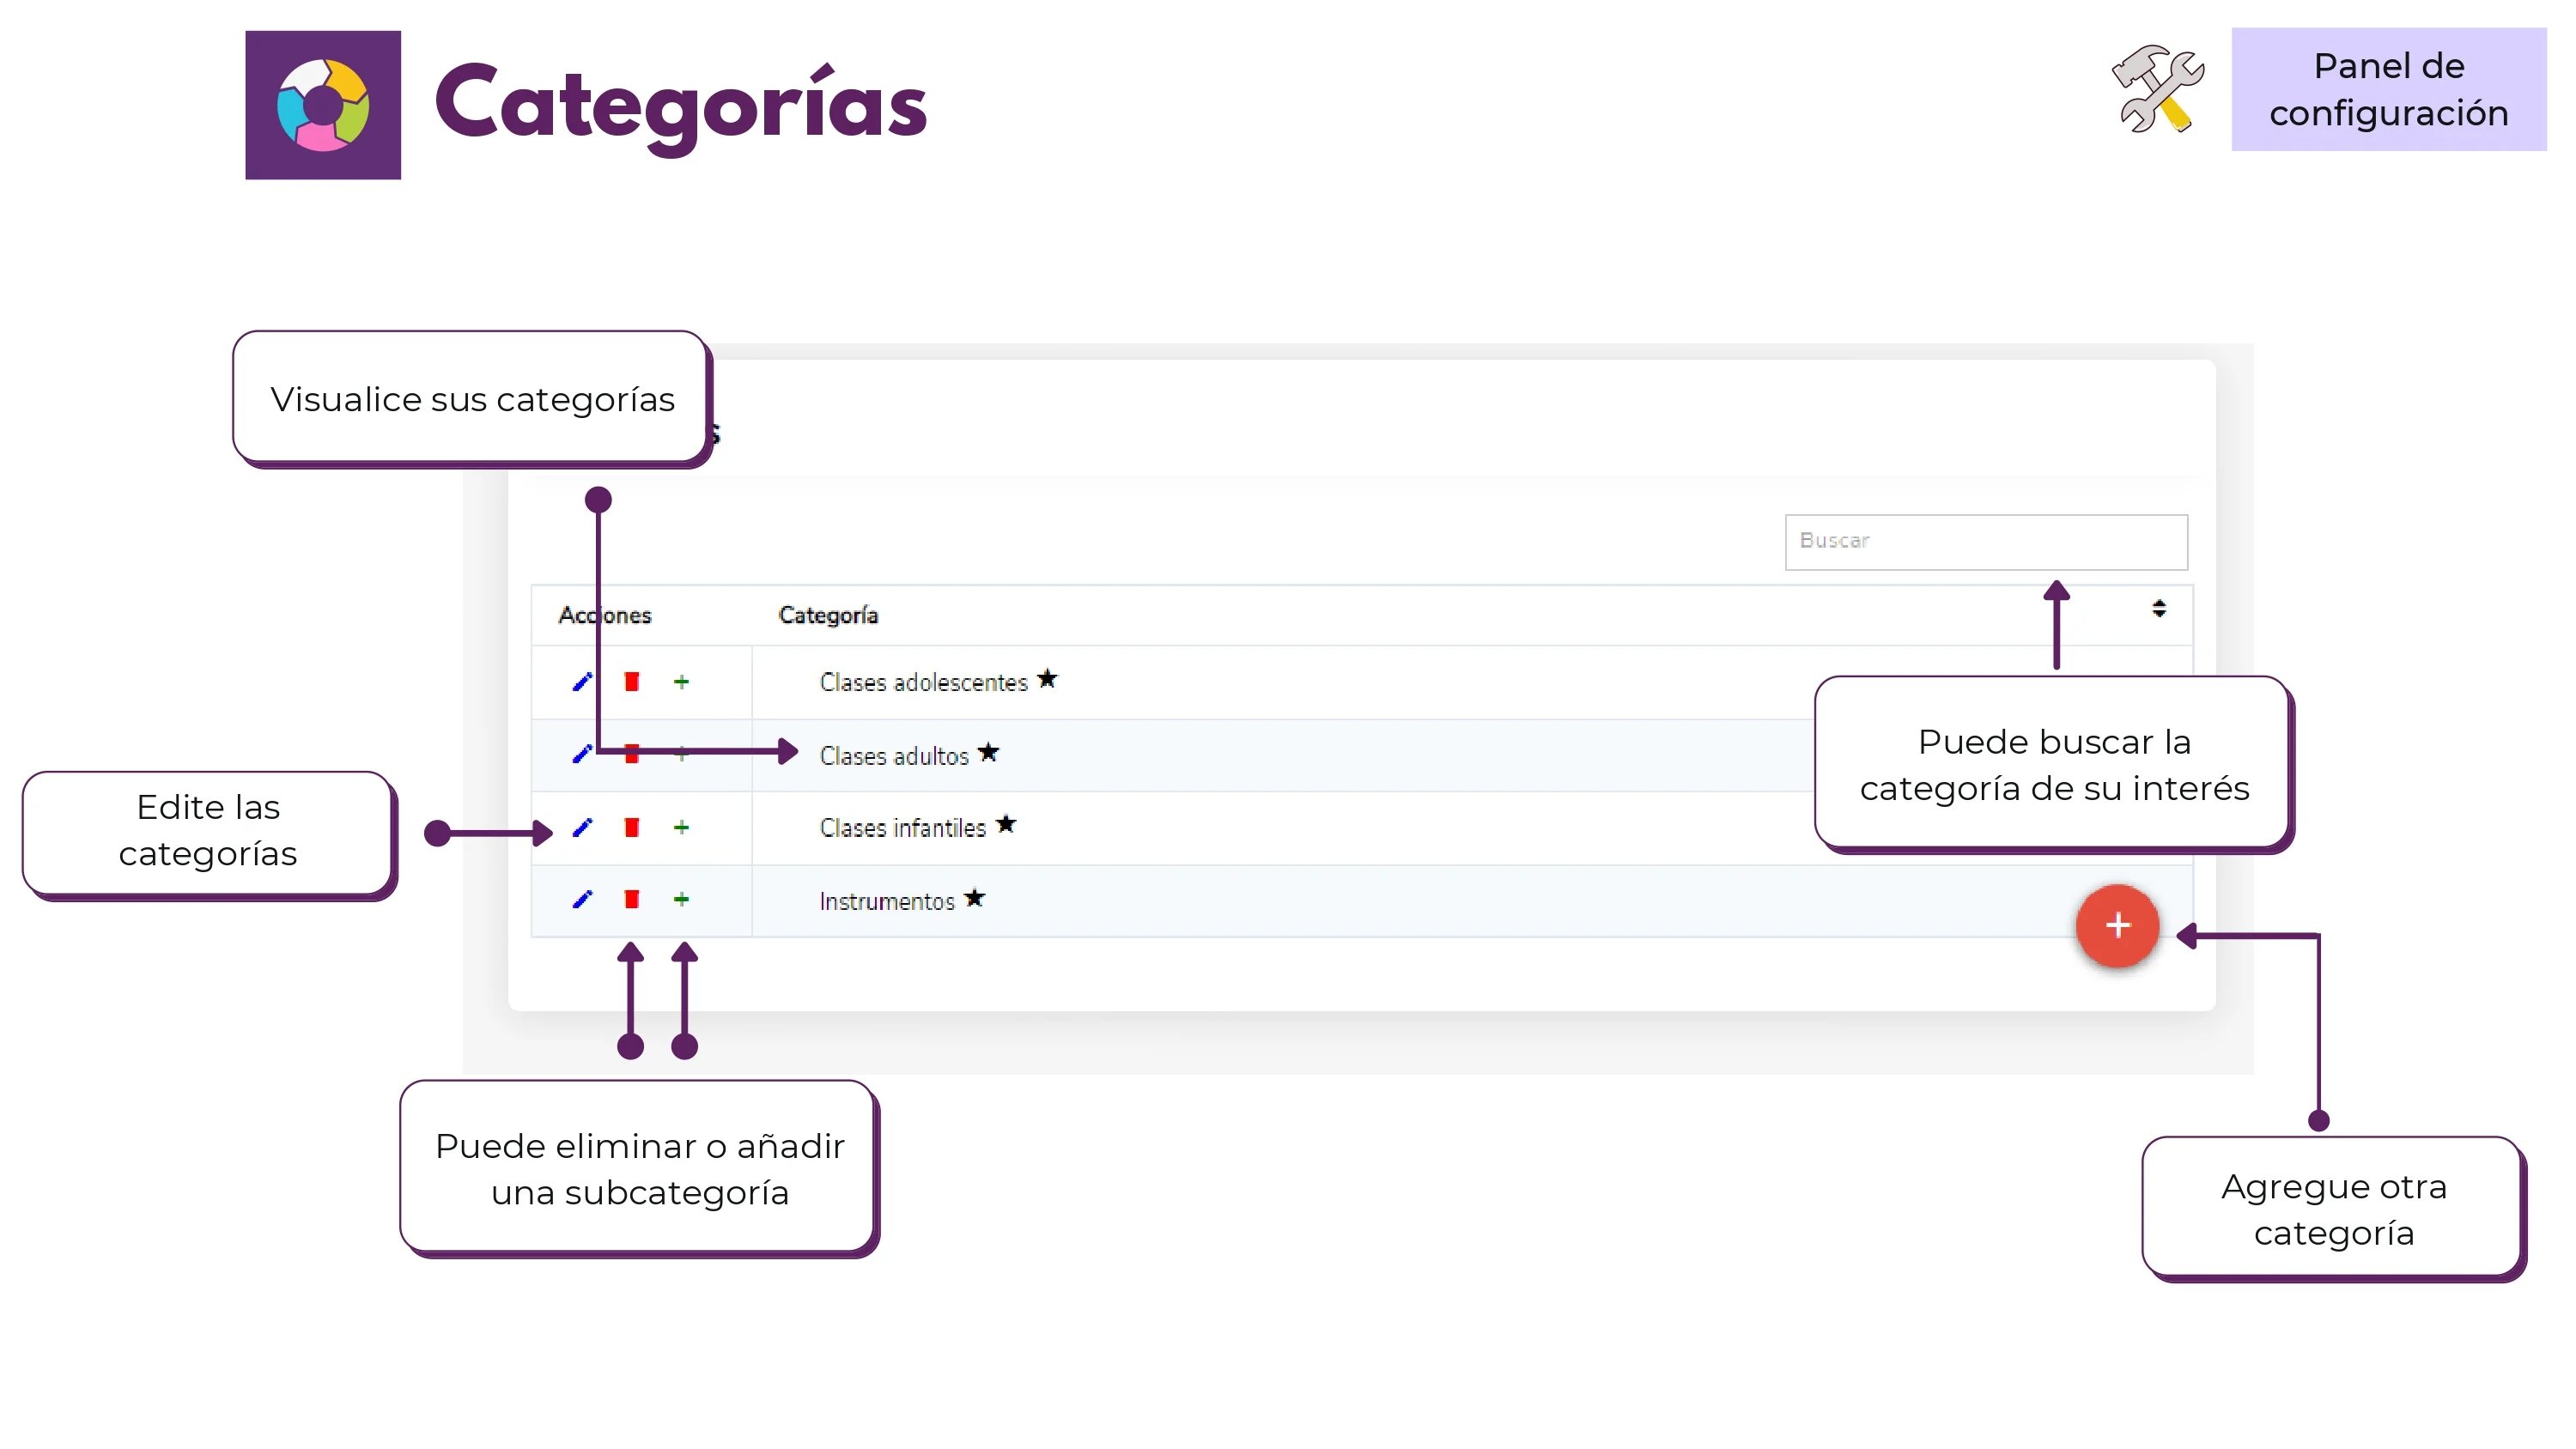 Categorías
Panel de
configuración
Visualice sus categorías
s
Buscar
Acciones
Categoría
Clases adolescentes ★
Clases adultos ★
Clases infantiles ★
Instrumentos ★
Puede buscar la
categoría de su interés
Edite las
categorías
Puede eliminar o añadir
una subcategoría
Agregue otra
categoría